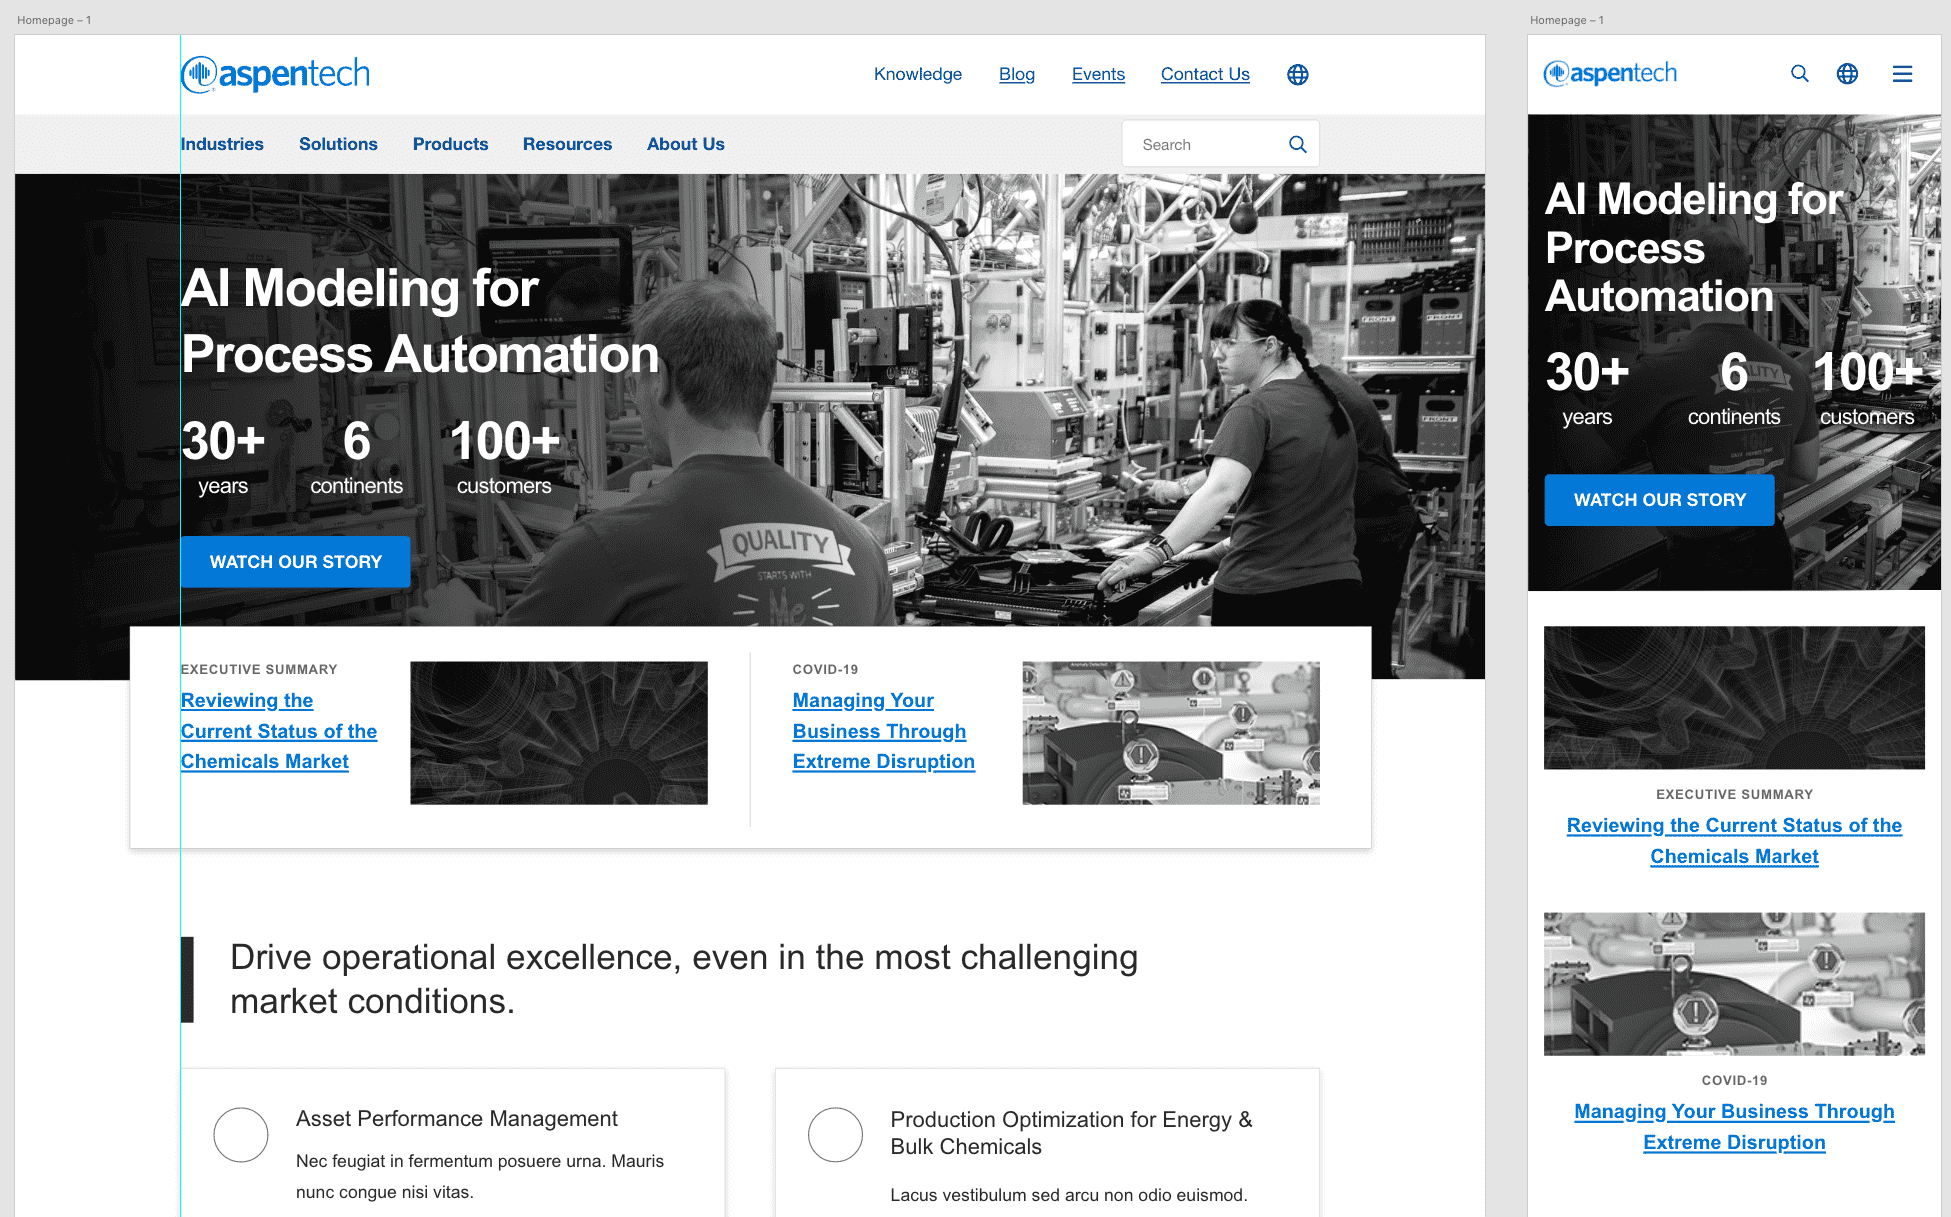 Homepage – 1
aspentech
Knowledge Blog Events Contact Us
Industries Solutions Products Resources About Us
Search
AI Modeling for
Process Automation
30+ 6 100+
years continents customers
WATCH OUR STORY
QUALITY
STARTS WITH
Me
FRONT FRONT
EXECUTIVE SUMMARY
Reviewing the
Current Status of the
Chemicals Market
COVID-19
Managing Your
Business Through
Extreme Disruption
Drive operational excellence, even in the most challenging
market conditions.
Asset Performance Management
Nec feugiat in fermentum posuere urna. Mauris
nunc congue nisi vitas.
Production Optimization for Energy &
Bulk Chemicals
Lacus vestibulum sed arcu non odio euismod.
Homepage – 1
aspentech
AI Modeling for
Process
Automation
30+ 6 100+
years continents customers
QUALITY
WATCH OUR STORY
EXECUTIVE SUMMARY
Reviewing the Current Status of the
Chemicals Market
COVID-19
Managing Your Business Through
Extreme Disruption